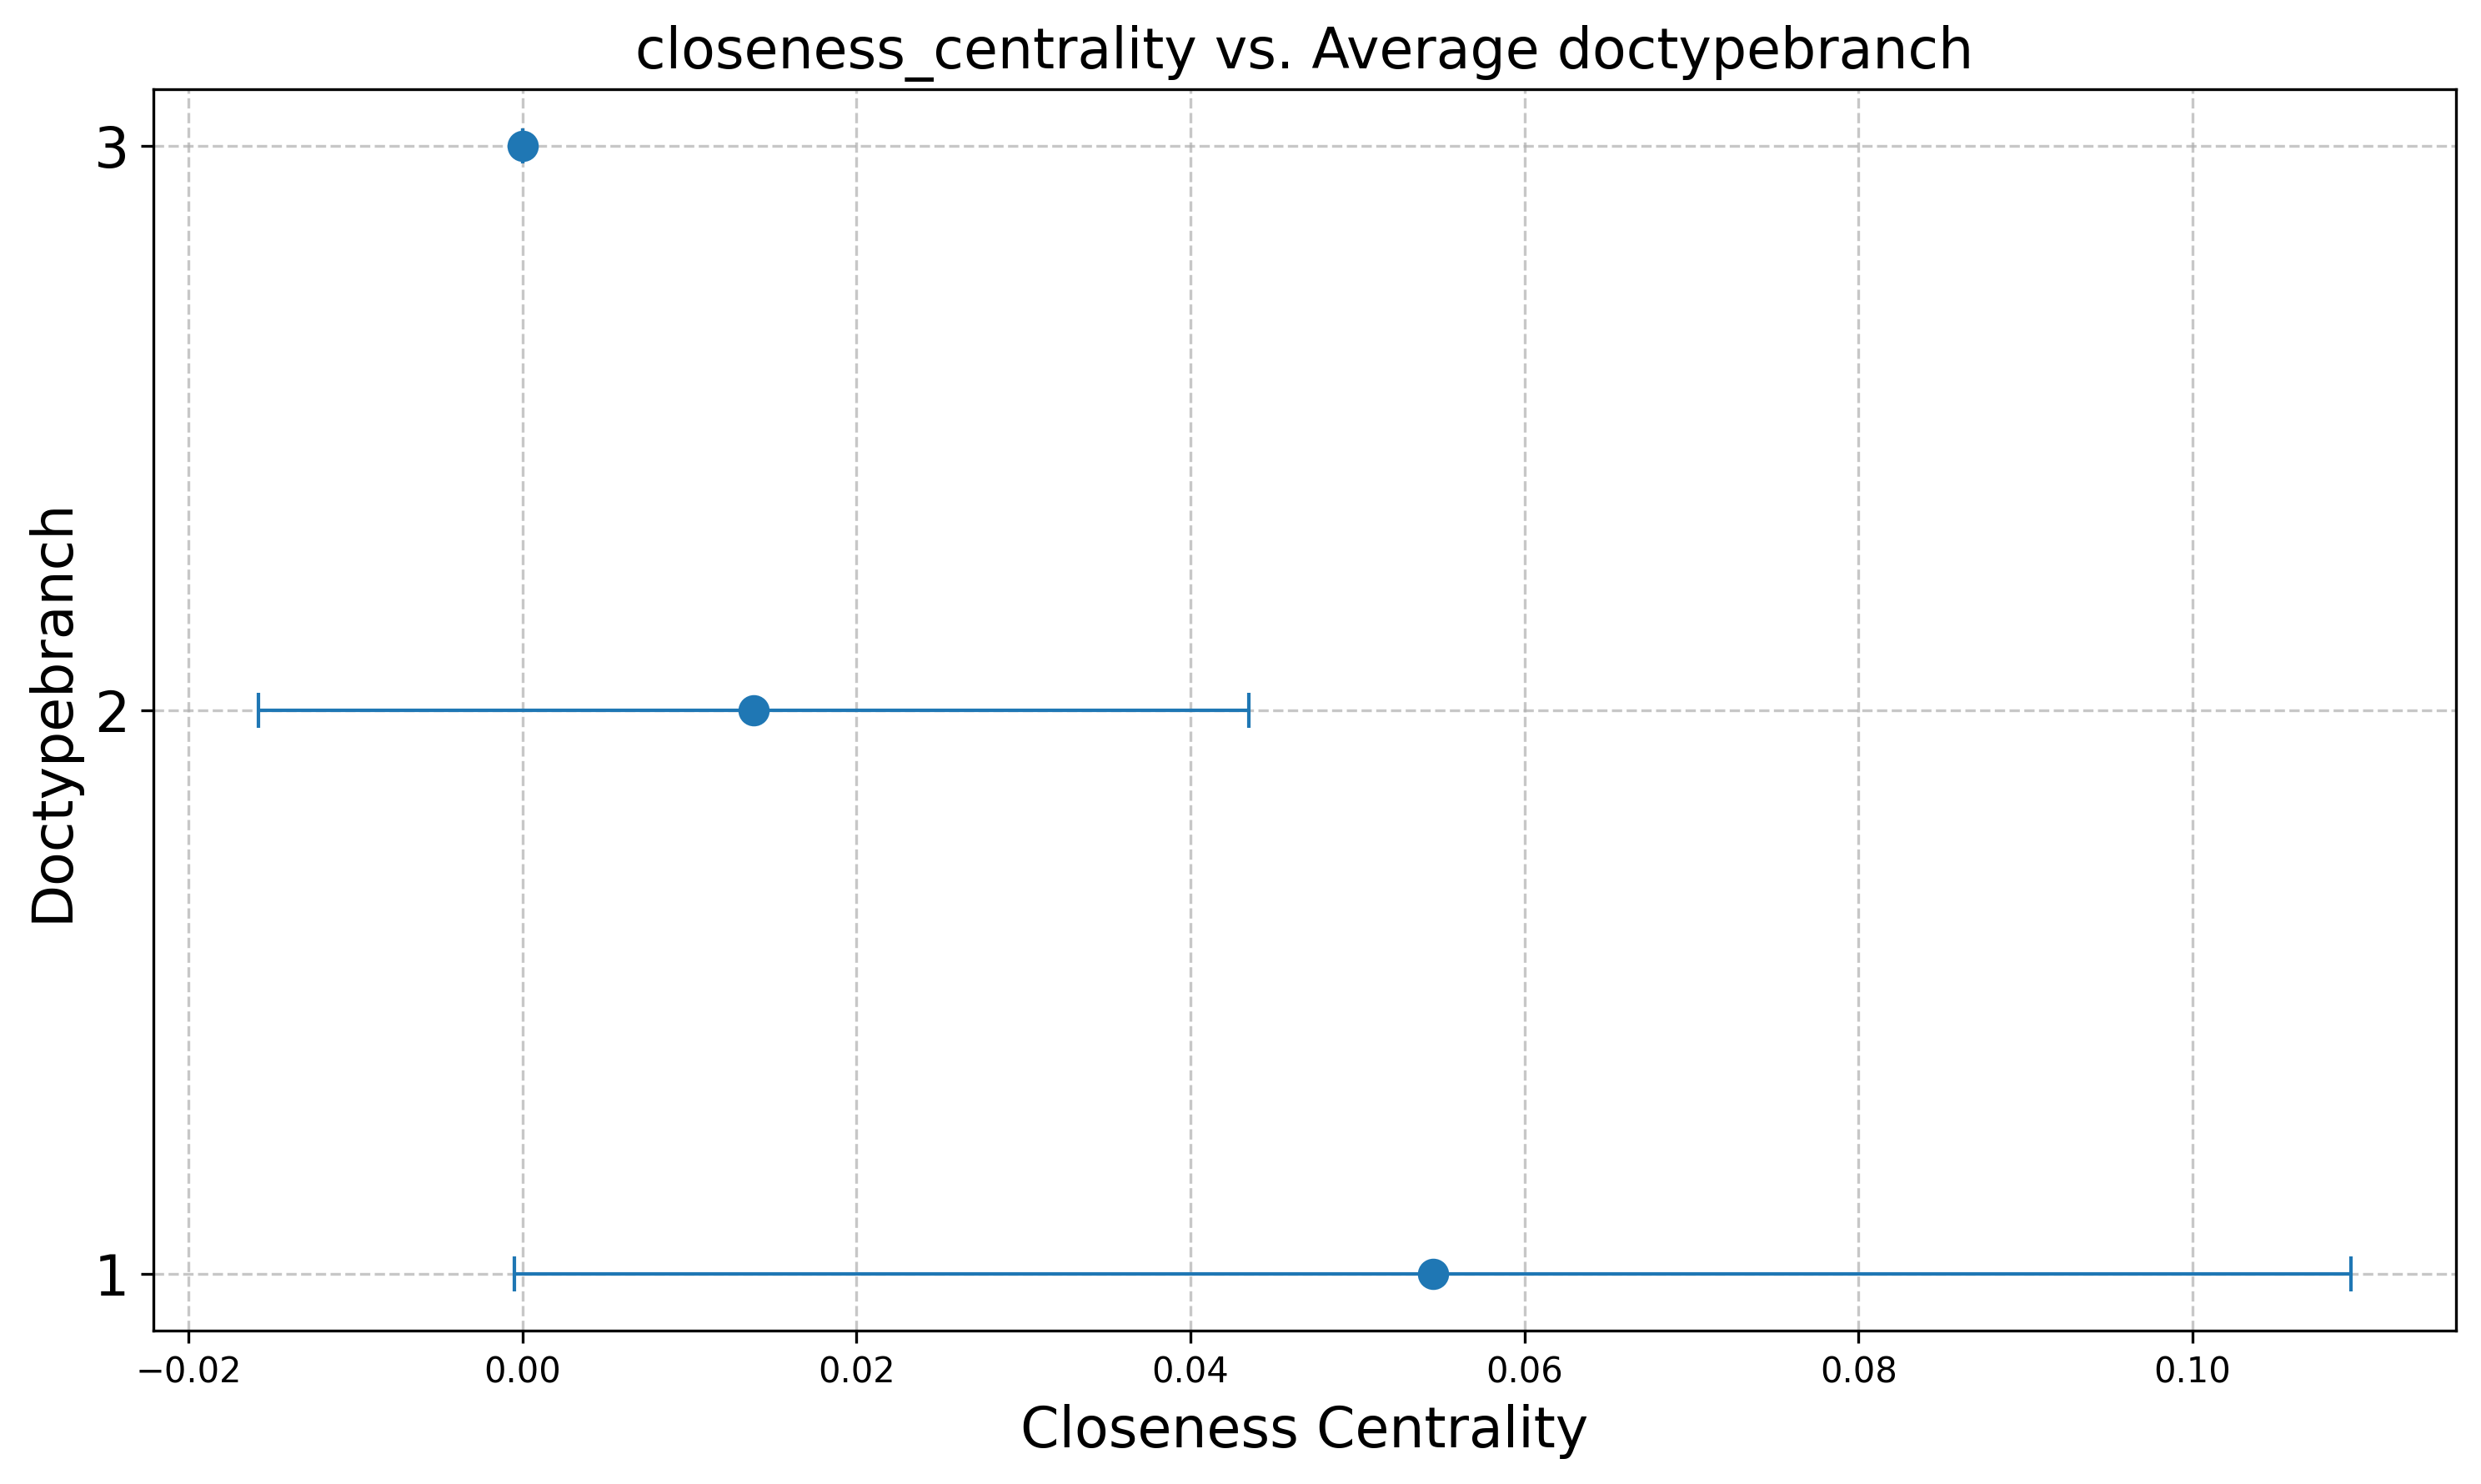 closeness_centrality vs. Average doctypebranch
3
2
1
Doctypebranch
−0.02 0.00 0.02 0.04 0.06 0.08 0.10
Closeness Centrality